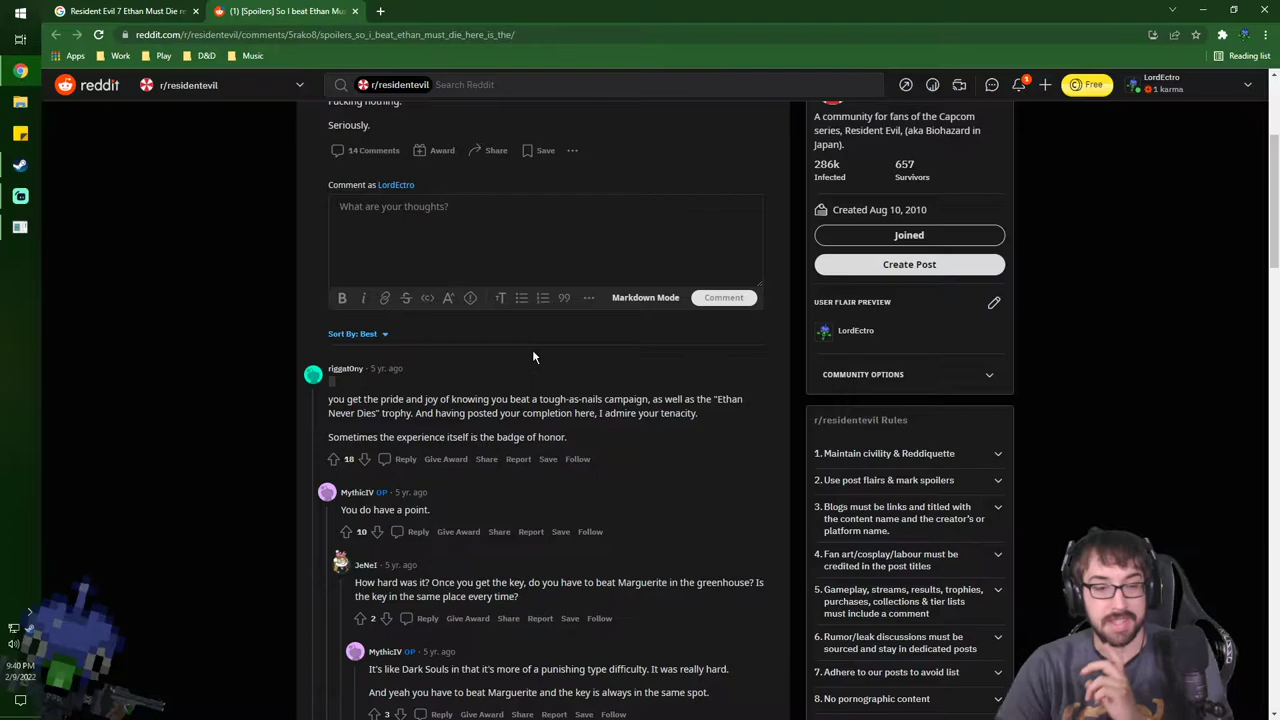 Resident Evil 7 Ethan Must Die re
(1) [Spoilers] So I beat Ethan Mu
reddit.com/r/residentevil/comments/5rako8/spoilers_so_i_beat_ethan_must_die_here_is_the/
Apps Work Play D&D Music Reading list
reddit r/residentevil r/residentevil Search Reddit 1 Free LordEctro
1 karma
Fucking nothing.
Seriously.
14 Comments Award Share Save
Comment as LordEctro
What are your thoughts?
Markdown Mode Comment
Sort By: Best
riggat0ny · 5 yr. ago
you get the pride and joy of knowing you beat a tough-as-nails campaign, as well as the "Ethan
Never Dies" trophy. And having posted your completion here, I admire your tenacity.
Sometimes the experience itself is the badge of honor.
18 Reply Give Award Share Report Save Follow
MythicIV OP · 5 yr. ago
You do have a point.
10 Reply Give Award Share Report Save Follow
JeNeI · 5 yr. ago
How hard was it? Once you get the key, do you have to beat Marguerite in the greenhouse? Is
the key in the same place every time?
2 Reply Give Award Share Report Save Follow
MythicIV OP · 5 yr. ago
It's like Dark Souls in that it's more of a punishing type difficulty. It was really hard.
And yeah you have to beat Marguerite and the key is always in the same spot.
3 Reply Give Award Share Report Save Follow
A community for fans of the Capcom
series, Resident Evil, (aka Biohazard in
Japan).
286k 657
Infected Survivors
Created Aug 10, 2010
Joined
Create Post
USER FLAIR PREVIEW
LordEctro
COMMUNITY OPTIONS
r/residentevil Rules
1. Maintain civility & Reddiquette
2. Use post flairs & mark spoilers
3. Blogs must be links and titled with
the content name and the creator's or
platform name.
4. Fan art/cosplay/labour must be
credited in the post titles
5. Gameplay, streams, results, trophies,
purchases, collections & tier lists
must include a comment
6. Rumor/leak discussions must be
sourced and stay in dedicated posts
7. Adhere to our posts to avoid list
8. No pornographic content
9:40 PM
2/9/2022